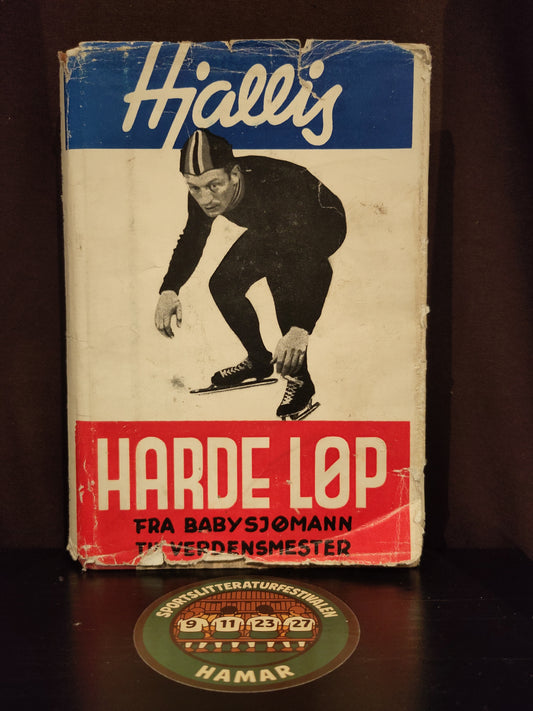 Hjallis
HARDE LØP
FRA BABYSJØMANN
TIL VERDENSMESTER
SPORTSLITTERATURFESTIVALEN
9 11 23 27
HAMAR